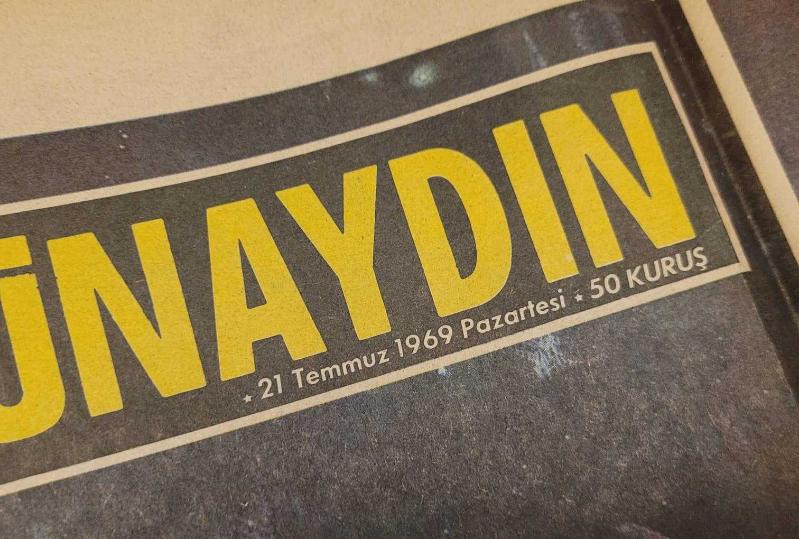 ÜNAYDIN
★ 21 Temmuz 1969 Pazartesi ★ 50 KURUŞ